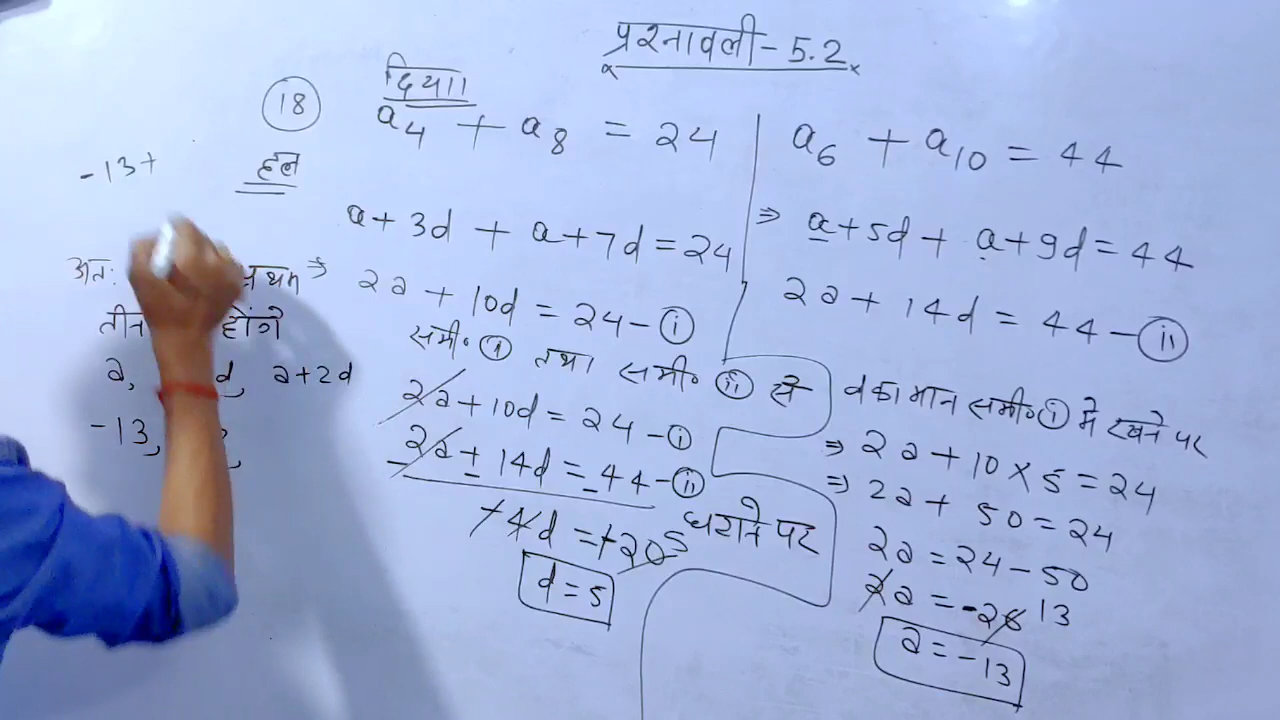 प्रश्नावली - 5.2
18
दिया
a4 + a8 = 24
हल
a + 3d + a + 7d = 24
⇒ 2a + 10d = 24 - i
समी० i तथा समी० ii से
2a + 10d = 24 - i
2a + 14d = 44 - ii
- - -
घटाने पर
-4d = -20 5
d = 5
a6 + a10 = 44
⇒ a + 5d + a + 9d = 44
2a + 14d = 44 - ii
d का मान समी० i में रखने पर
⇒ 2a + 10 × 5 = 24
⇒ 2a + 50 = 24
2a = 24 - 50
2a = -26 13
a = -13
-13 +
अतः
तीन होंगे
a, d, a + 2d
-13,